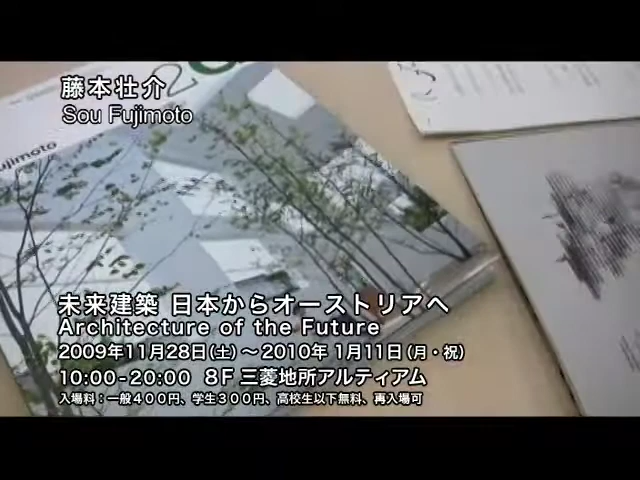 藤本壮介
Sou Fujimoto
20
ujimoto
未来建築 日本からオーストリアへ
Architecture of the Future
2009年11月28日(土)～2010年 1月11日(月・祝)
10:00-20:00 8F 三菱地所アルティアム
入場料：一般400円、学生300円、高校生以下無料、再入場可